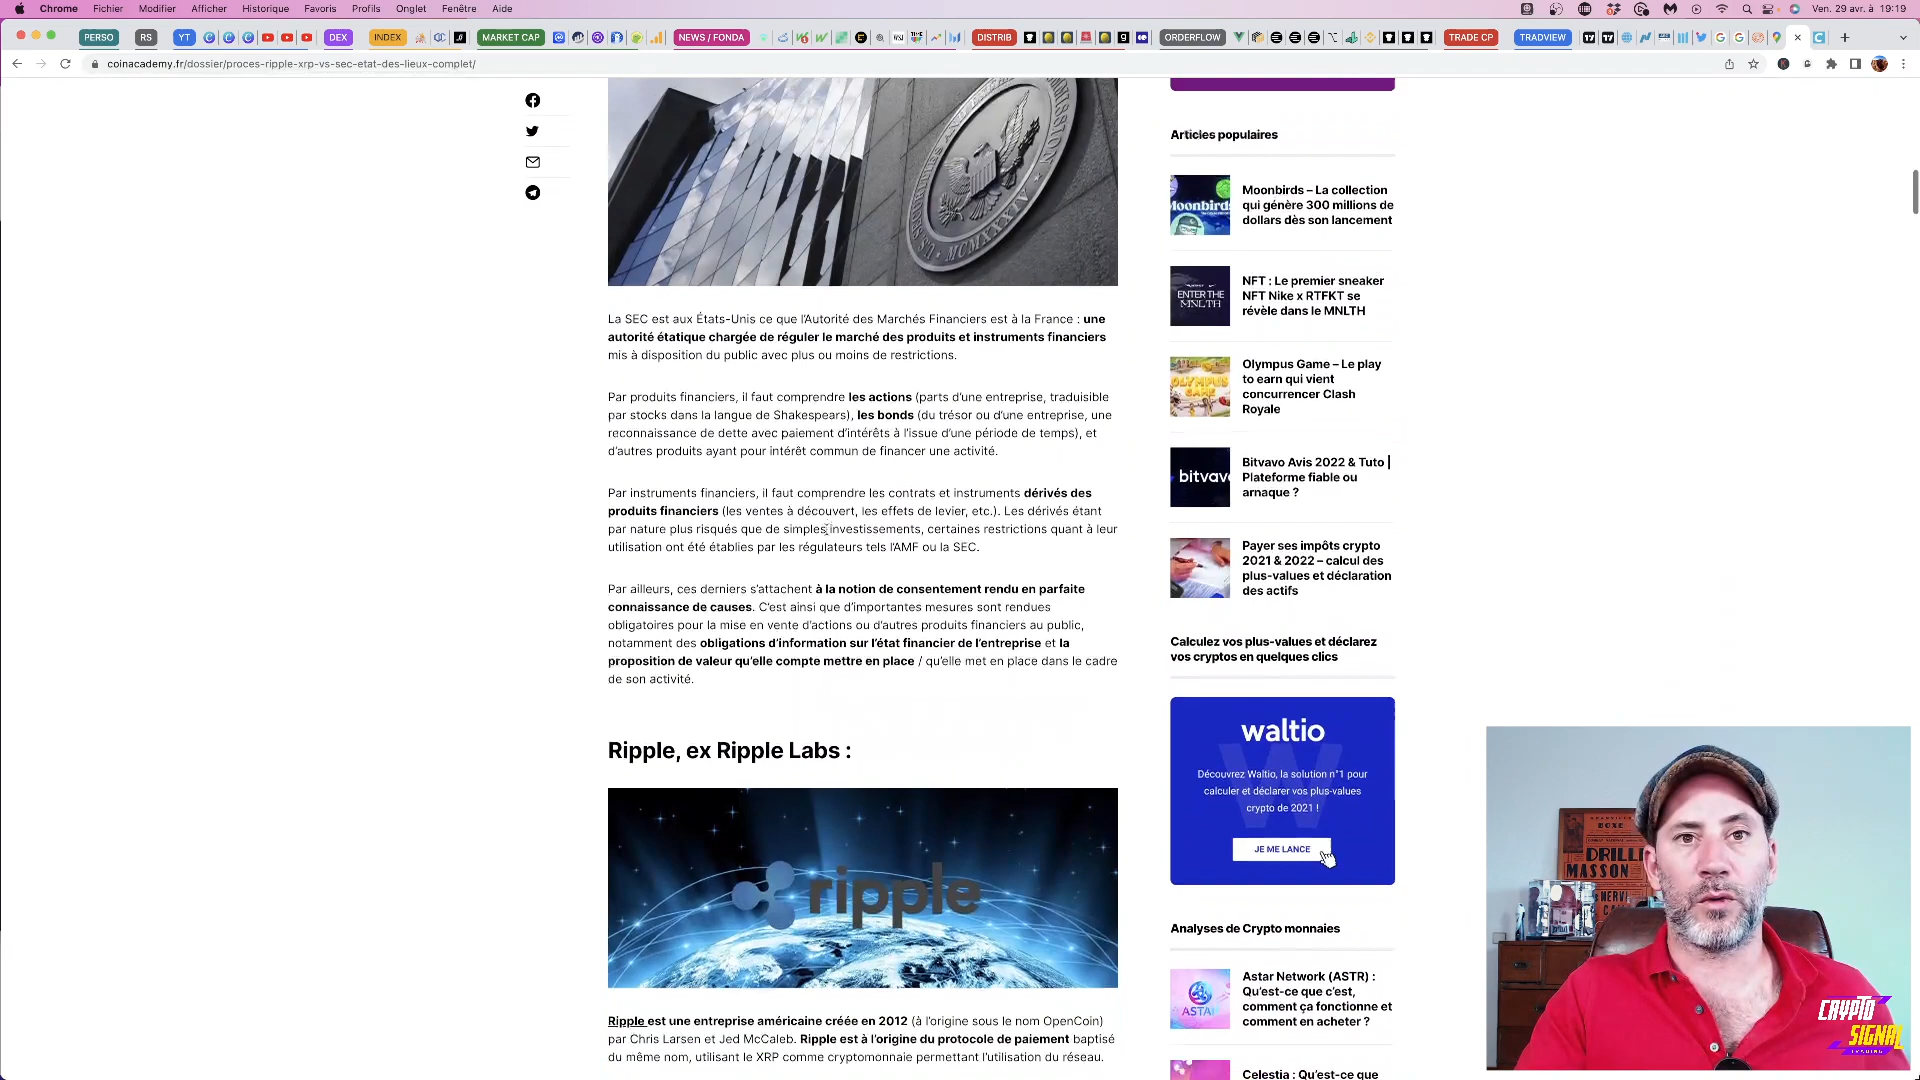 Chrome Fichier Modifier Afficher Historique Favoris Profils Onglet Fenêtre Aide Ven. 29 avr. à 19:19
PERSO RS YT DEX INDEX MARKET CAP NEWS / FONDA DISTRIB ORDERFLOW TRADE CP TRADVIEW
coinacademy.fr/dossier/proces-ripple-xrp-vs-sec-etat-des-lieux-complet/
MCMXXXIV
La SEC est aux États-Unis ce que l'Autorité des Marchés Financiers est à la France : une
autorité étatique chargée de réguler le marché des produits et instruments financiers
mis à disposition du public avec plus ou moins de restrictions.
Par produits financiers, il faut comprendre les actions (parts d'une entreprise, traduisible
par stocks dans la langue de Shakespears), les bonds (du trésor ou d'une entreprise, une
reconnaissance de dette avec paiement d'intérêts à l'issue d'une période de temps), et
d'autres produits ayant pour intérêt commun de financer une activité.
Par instruments financiers, il faut comprendre les contrats et instruments dérivés des
produits financiers (les ventes à découvert, les effets de levier, etc.). Les dérivés étant
par nature plus risqués que de simples investissements, certaines restrictions quant à leur
utilisation ont été établies par les régulateurs tels l'AMF ou la SEC.
Par ailleurs, ces derniers s'attachent à la notion de consentement rendu en parfaite
connaissance de causes. C'est ainsi que d'importantes mesures sont rendues
obligatoires pour la mise en vente d'actions ou d'autres produits financiers au public,
notamment des obligations d'information sur l'état financier de l'entreprise et la
proposition de valeur qu'elle compte mettre en place / qu'elle met en place dans le cadre
de son activité.
Ripple, ex Ripple Labs :
ripple
Ripple est une entreprise américaine créée en 2012 (à l'origine sous le nom OpenCoin)
par Chris Larsen et Jed McCaleb. Ripple est à l'origine du protocole de paiement baptisé
du même nom, utilisant le XRP comme cryptomonnaie permettant l'utilisation du réseau.
Articles populaires
Moonbirds – La collection
qui génère 300 millions de
dollars dès son lancement
ENTER THE
MNLTH
NFT : Le premier sneaker
NFT Nike x RTFKT se
révèle dans le MNLTH
OLYMPUS
GAME
Olympus Game – Le play
to earn qui vient
concurrencer Clash
Royale
bitvavo
Bitvavo Avis 2022 & Tuto |
Plateforme fiable ou
arnaque ?
Payer ses impôts crypto
2021 & 2022 – calcul des
plus-values et déclaration
des actifs
Calculez vos plus-values et déclarez
vos cryptos en quelques clics
waltio
Découvrez Waltio, la solution n°1 pour
calculer et déclarer vos plus-values
crypto de 2021 !
JE ME LANCE
Analyses de Crypto monnaies
ASTAR
Astar Network (ASTR) :
Qu'est-ce que c'est,
comment ça fonctionne et
comment en acheter ?
Celestia : Qu'est-ce que
BOXE
DRILL
MASSON
CRYPTO
SIGNAL
TRADING